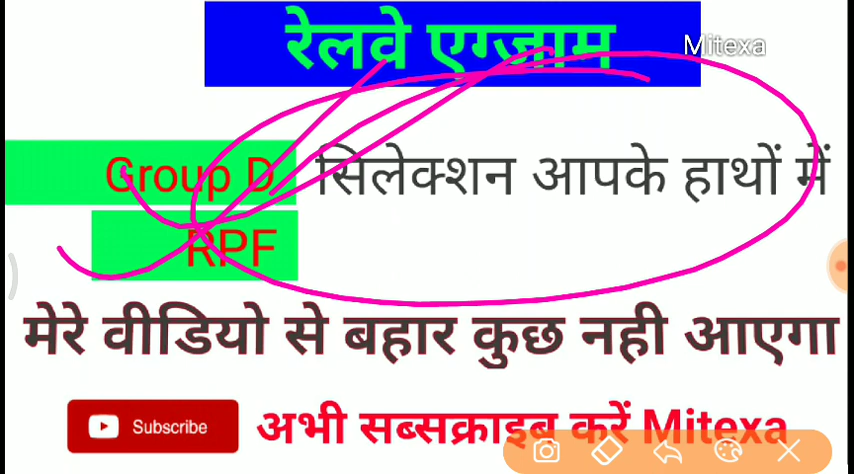 रेलवे एग्जाम
Mitexa
Group D सिलेक्शन आपके हाथों में
RPF
मेरे वीडियो से बहार कुछ नही आएगा
Subscribe अभी सब्सक्राइब करें Mitexa